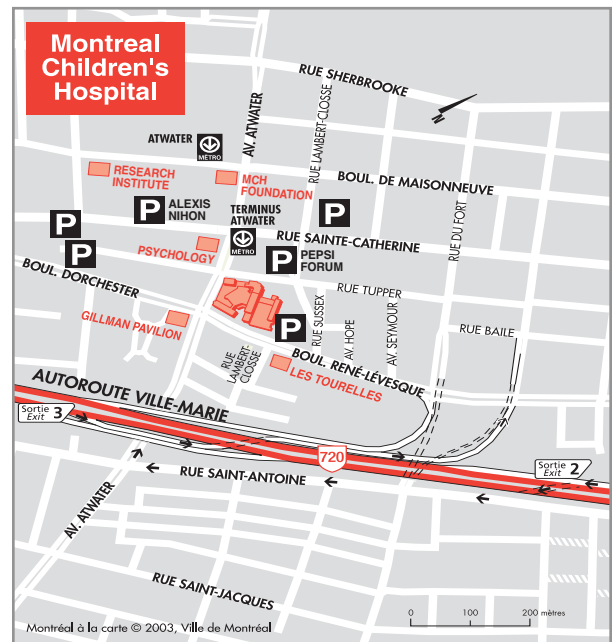 Montreal
Children's
Hospital
RUE SHERBROOKE
N
AV. ATWATER
RUE LAMBERT-CLOSSE
ATWATER
MÉTRO
RESEARCH
INSTITUTE
MCH
FOUNDATION
BOUL. DE MAISONNEUVE
RUE DU FORT
P
ALEXIS
NIHON
TERMINUS
ATWATER
MÉTRO
P
RUE SAINTE-CATHERINE
P
P
PSYCHOLOGY
P
PEPSI
FORUM
BOUL. DORCHESTER
RUE TUPPER
GILLMAN PAVILION
P
RUE SUSSEX
AV. HOPE
AV. SEYMOUR
RUE BAILE
RUE
LAMBERT-
CLOSSE
BOUL. RENÉ-LÉVESQUE
LES TOURELLES
AUTOROUTE VILLE-MARIE
Sortie
Exit 3
720
Sortie
Exit 2
RUE SAINT-ANTOINE
AV. ATWATER
RUE SAINT-JACQUES
0 100 200 mètres
Montréal à la carte © 2003, Ville de Montréal